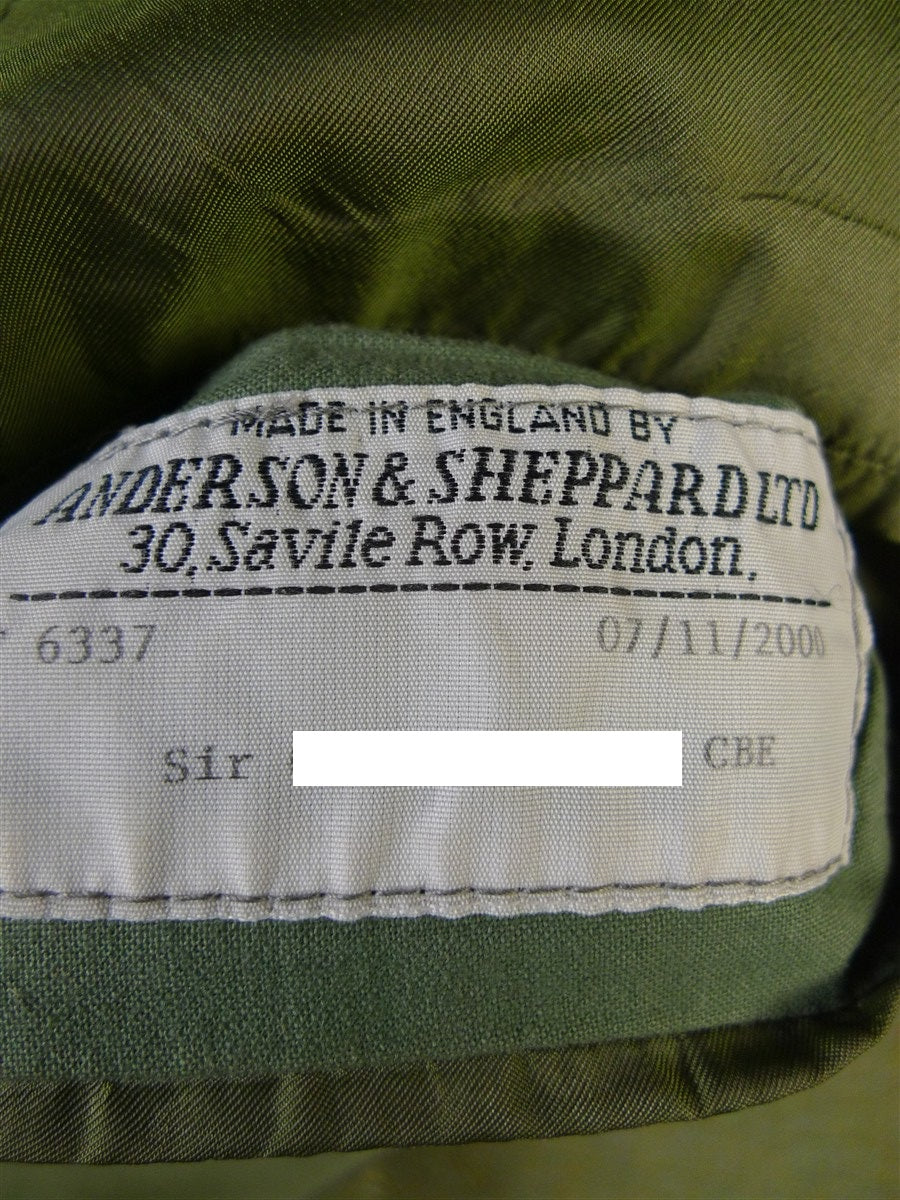 MADE IN ENGLAND BY
ANDERSON & SHEPPARD LTD
30, Savile Row, London.
6337 07/11/2000
Sir CBE